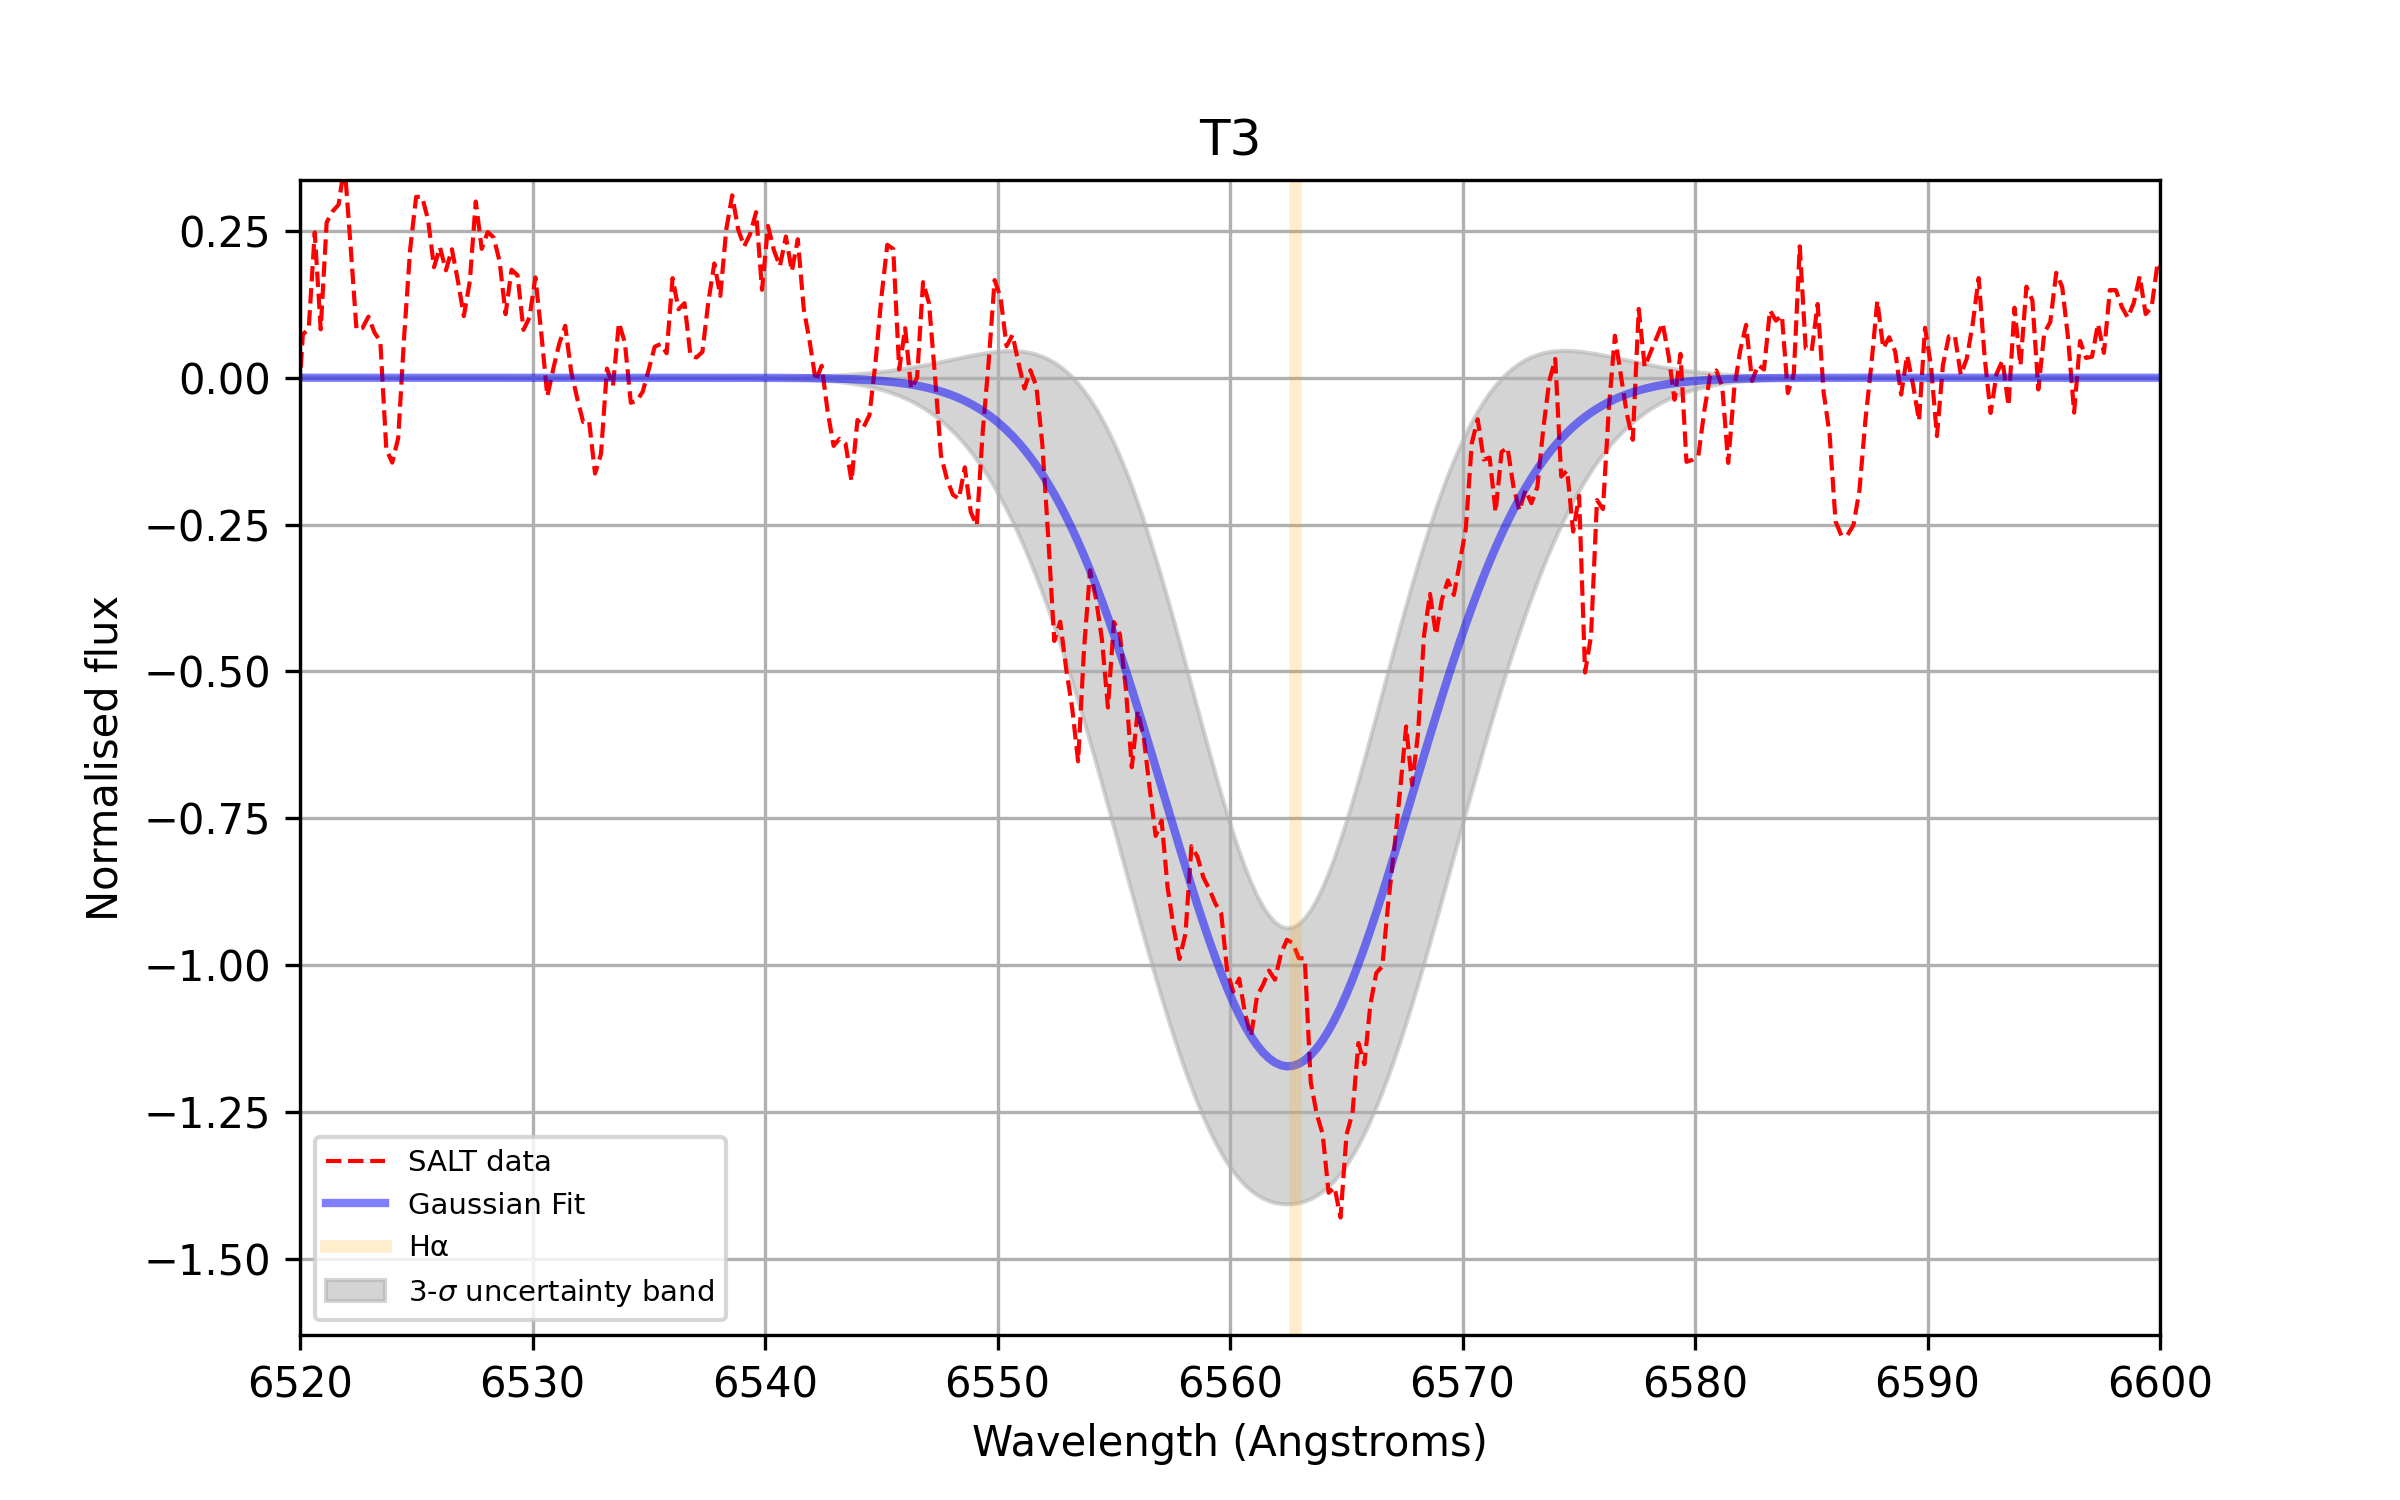 T3
Normalised flux
0.25
0.00
−0.25
−0.50
−0.75
−1.00
−1.25
−1.50
SALT data
Gaussian Fit
Hα
3-σ uncertainty band
6520 6530 6540 6550 6560 6570 6580 6590 6600
Wavelength (Angstroms)